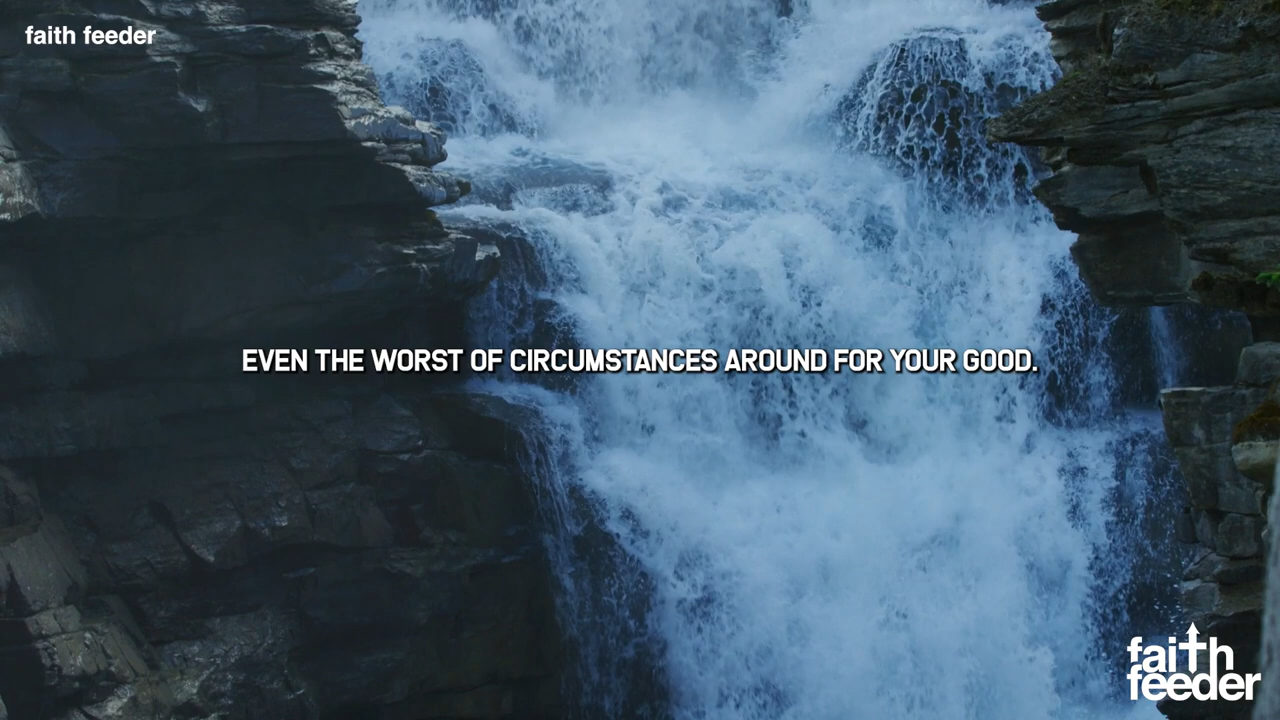 faith feeder
EVEN THE WORST OF CIRCUMSTANCES AROUND FOR YOUR GOOD.
faith
feeder